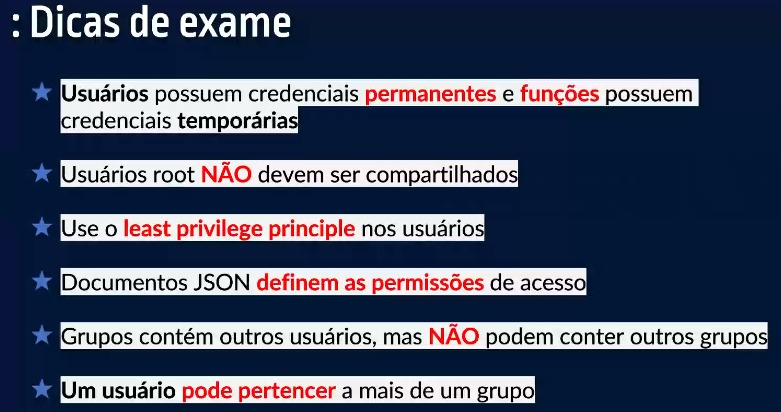 : Dicas de exame
Usuários possuem credenciais permanentes e funções possuem
credenciais temporárias
Usuários root NÃO devem ser compartilhados
Use o least privilege principle nos usuários
Documentos JSON definem as permissões de acesso
Grupos contém outros usuários, mas NÃO podem conter outros grupos
Um usuário pode pertencer a mais de um grupo